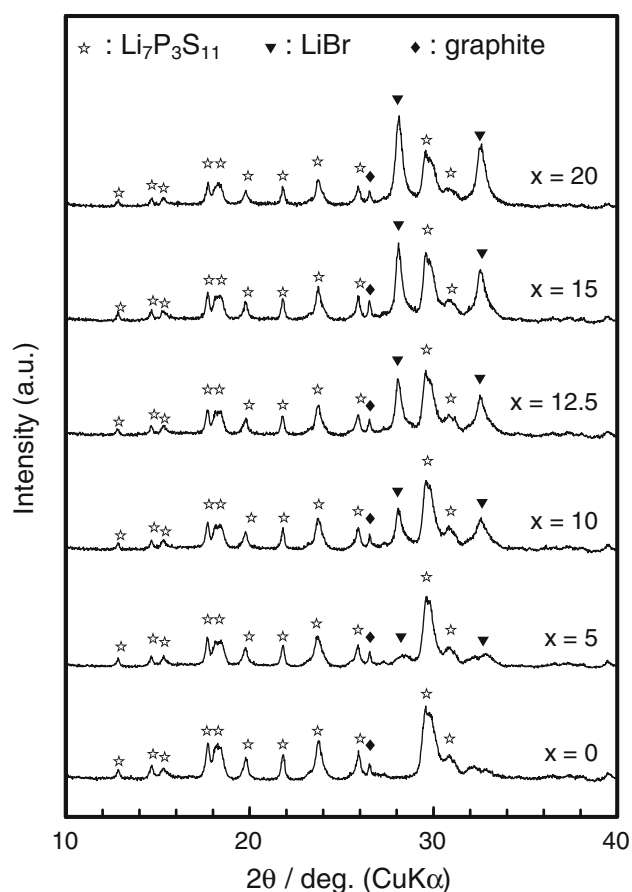 ☆ : Li₇P₃S₁₁ ▼ : LiBr ♦ : graphite
x = 20
x = 15
x = 12.5
x = 10
x = 5
x = 0
Intensity (a.u.)
10 20 30 40
2θ / deg. (CuKα)